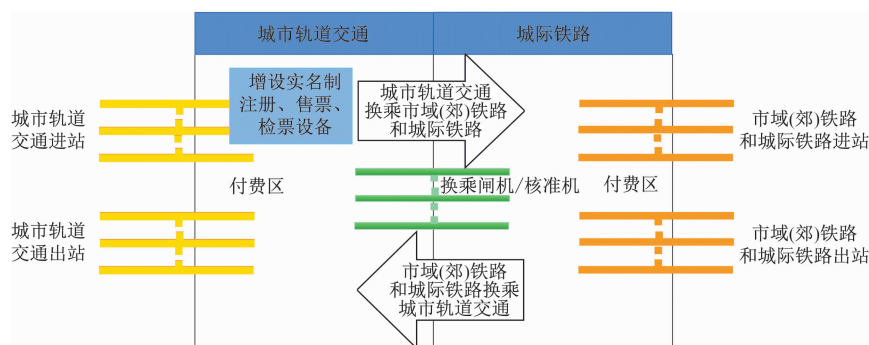 城市轨道交通
城际铁路
增设实名制
注册、售票、
检票设备
城市轨道交通
换乘市域(郊)铁路
和城际铁路
城市轨道
交通进站
市域(郊)铁路
和城际铁路进站
付费区
换乘闸机/核准机
付费区
城市轨道
交通出站
市域(郊)铁路
和城际铁路出站
市域(郊)铁路
和城际铁路换乘
城市轨道交通